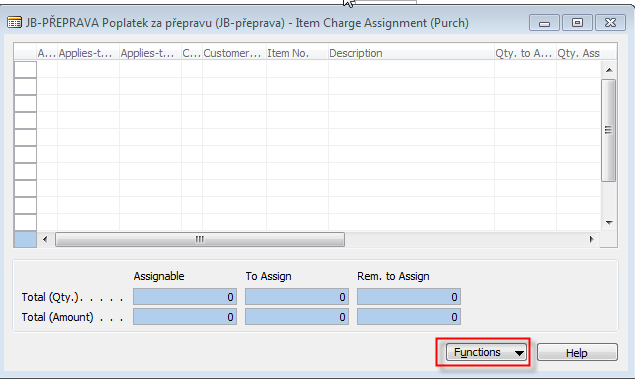 JB-PŘEPRAVA Poplatek za přepravu (JB-přeprava) - Item Charge Assignment (Purch)
A... Applies-t... Applies-t... C... Customer... Item No. Description Qty. to A... Qty. Ass
Assignable To Assign Rem. to Assign
Total (Qty.). . . . . 0 0 0
Total (Amount) . . . 0 0 0
Functions Help